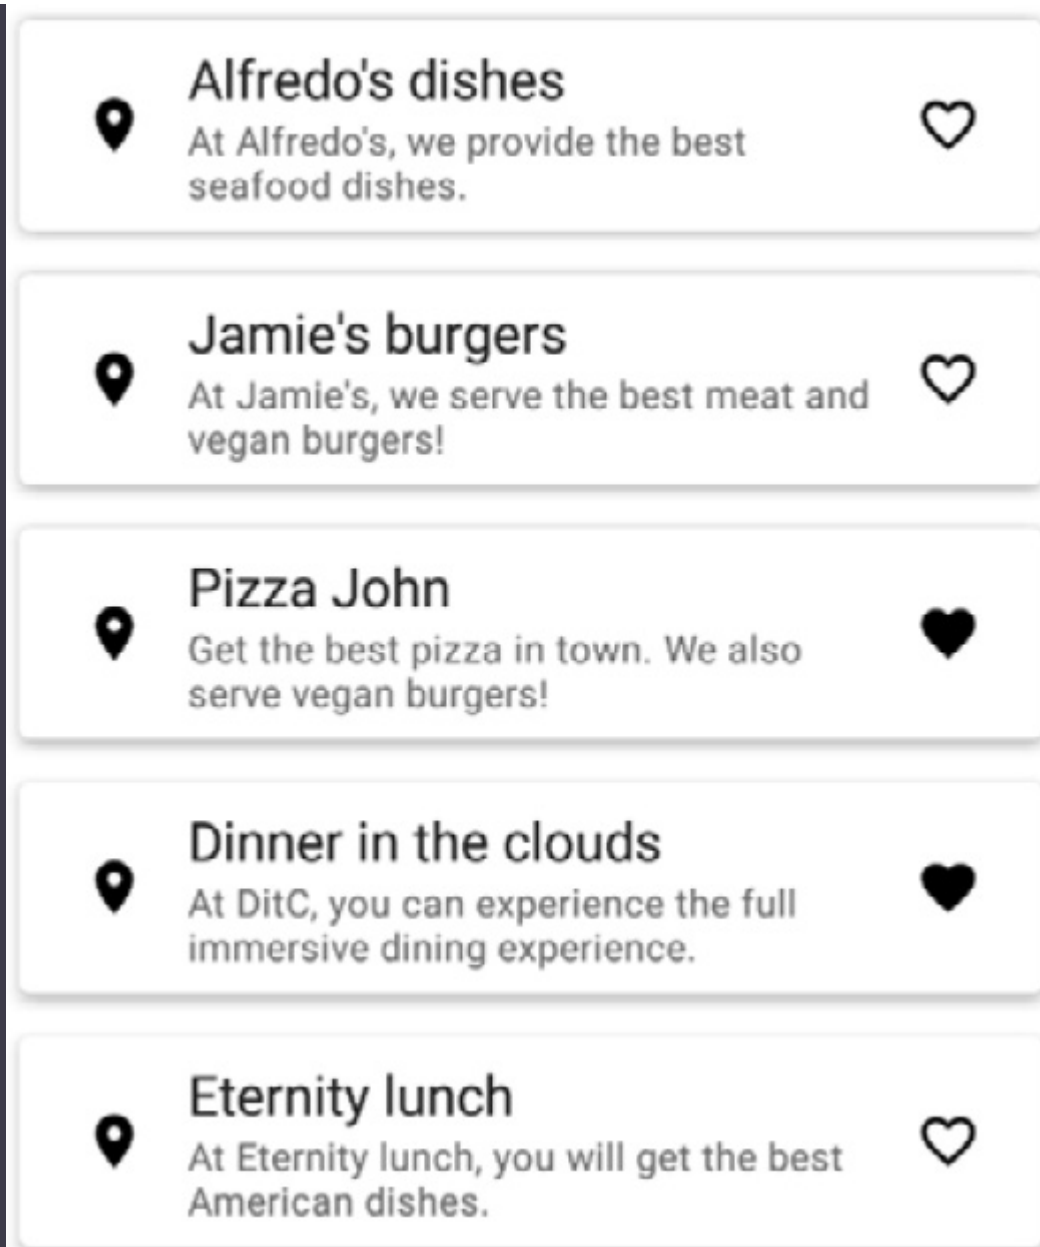 Alfredo's dishes
At Alfredo's, we provide the best
seafood dishes.
Jamie's burgers
At Jamie's, we serve the best meat and
vegan burgers!
Pizza John
Get the best pizza in town. We also
serve vegan burgers!
Dinner in the clouds
At DitC, you can experience the full
immersive dining experience.
Eternity lunch
At Eternity lunch, you will get the best
American dishes.